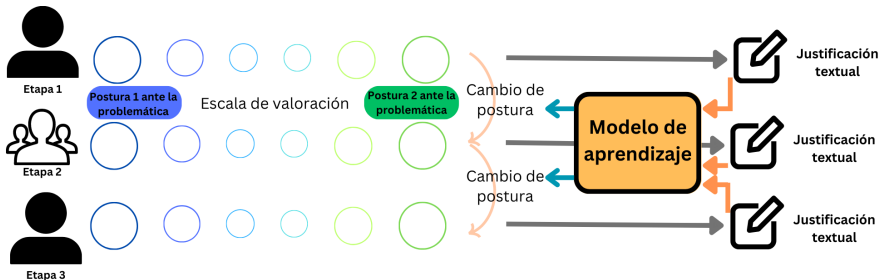 Etapa 1
Postura 1 ante la
problemática
Escala de valoración
Postura 2 ante la
problemática
Cambio de
postura
Justificación
textual
Etapa 2
Modelo de
aprendizaje
Justificación
textual
Cambio de
postura
Etapa 3
Justificación
textual